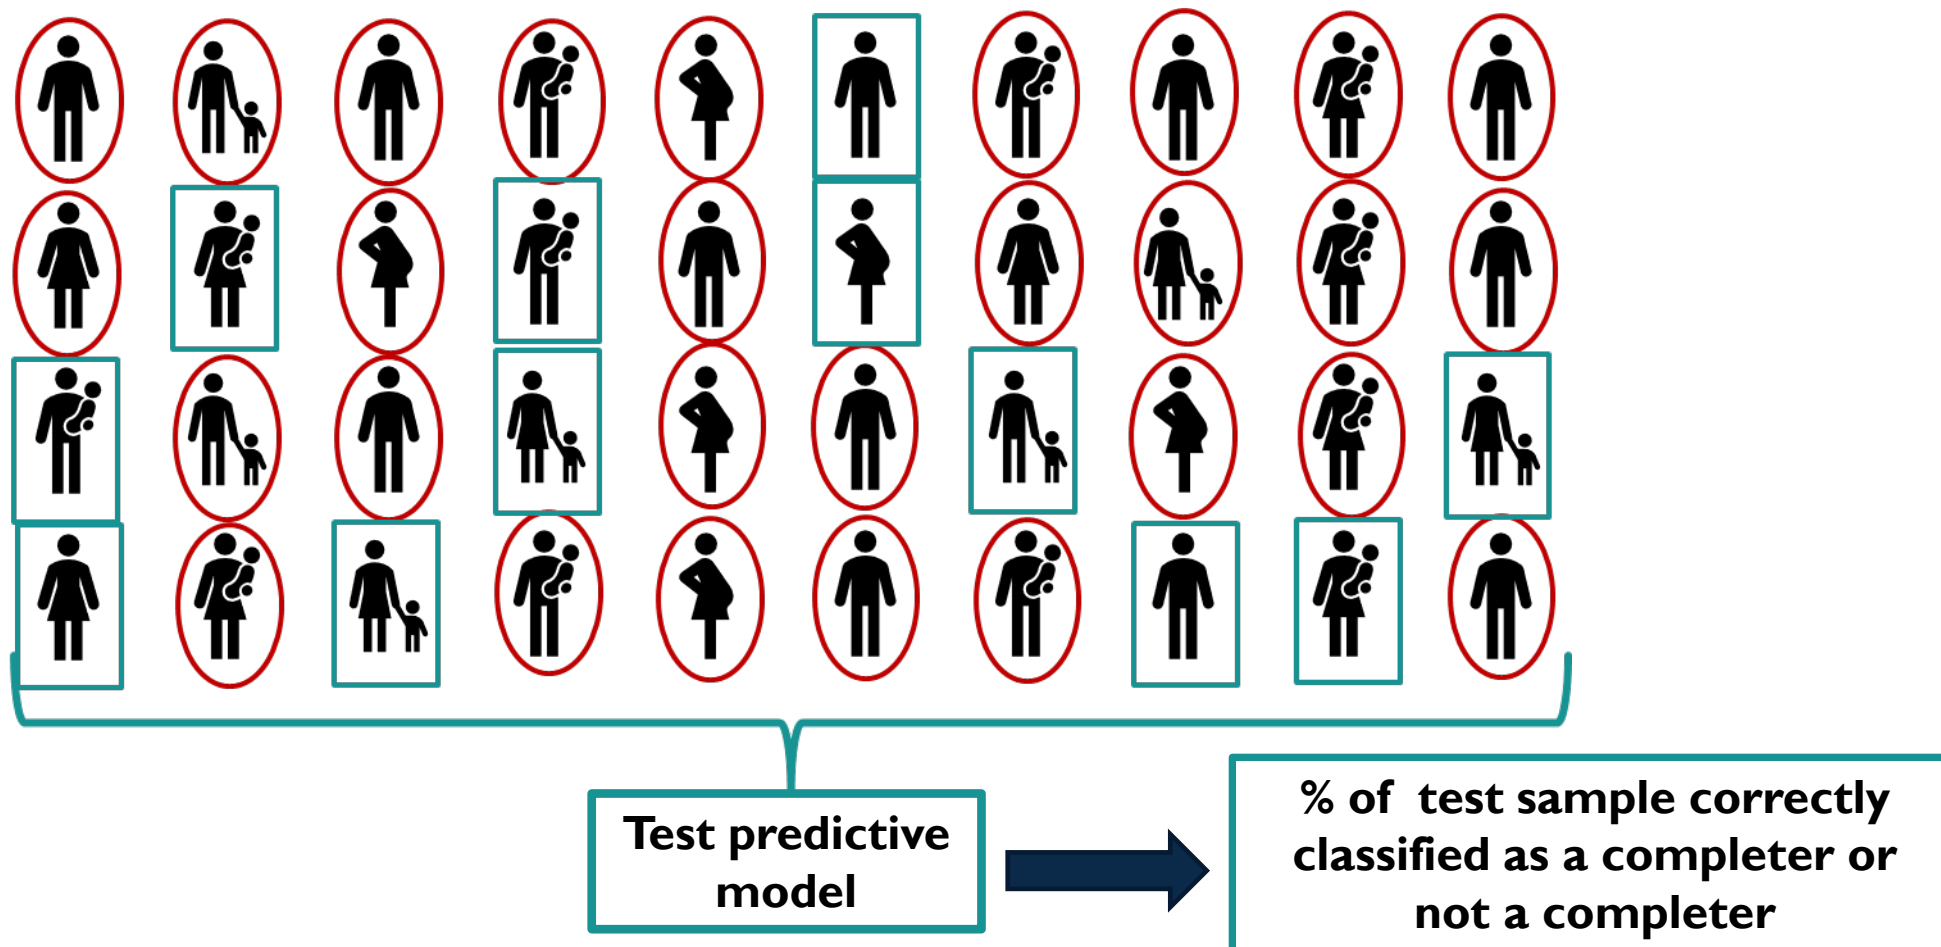 Test predictive
model
% of test sample correctly
classified as a completer or
not a completer